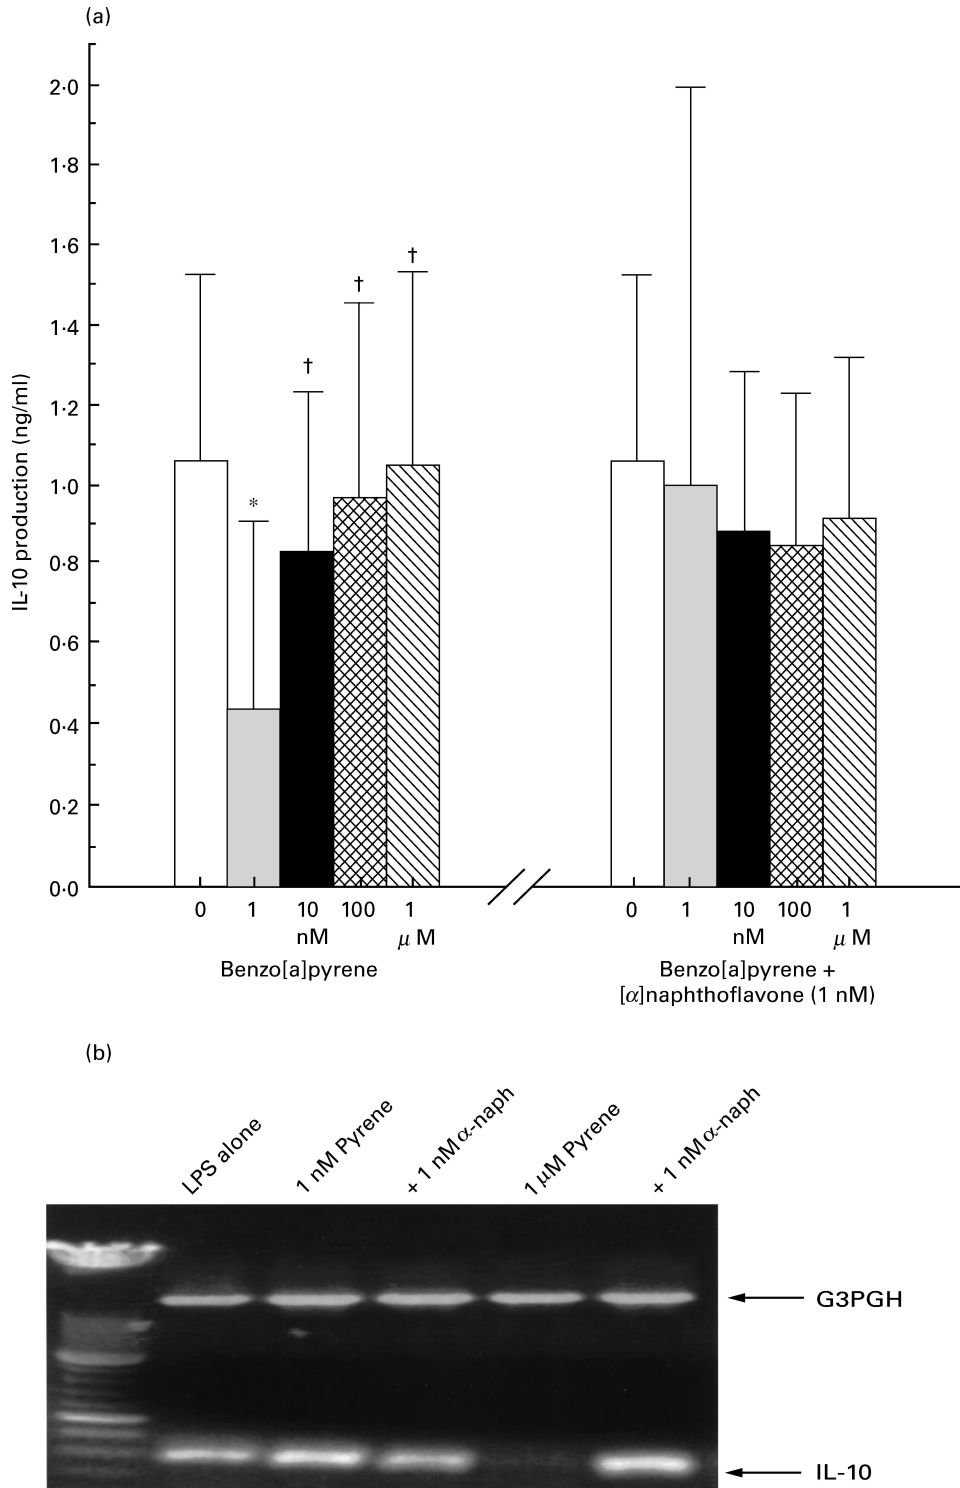 (a)
IL-10 production (ng/ml)
2·0
1·8
1·6
1·4
1·2
1·0
0·8
0·6
0·4
0·2
0·0
*
†
†
†
0 1 10 100 1
nM μ M
Benzo[a]pyrene
0 1 10 100 1
nM μ M
Benzo[a]pyrene +
[α]naphthoflavone (1 nM)
(b)
LPS alone
1 nM Pyrene
+ 1 nM α-naph
1 μM Pyrene
+ 1 nM α-naph
G3PGH
IL-10